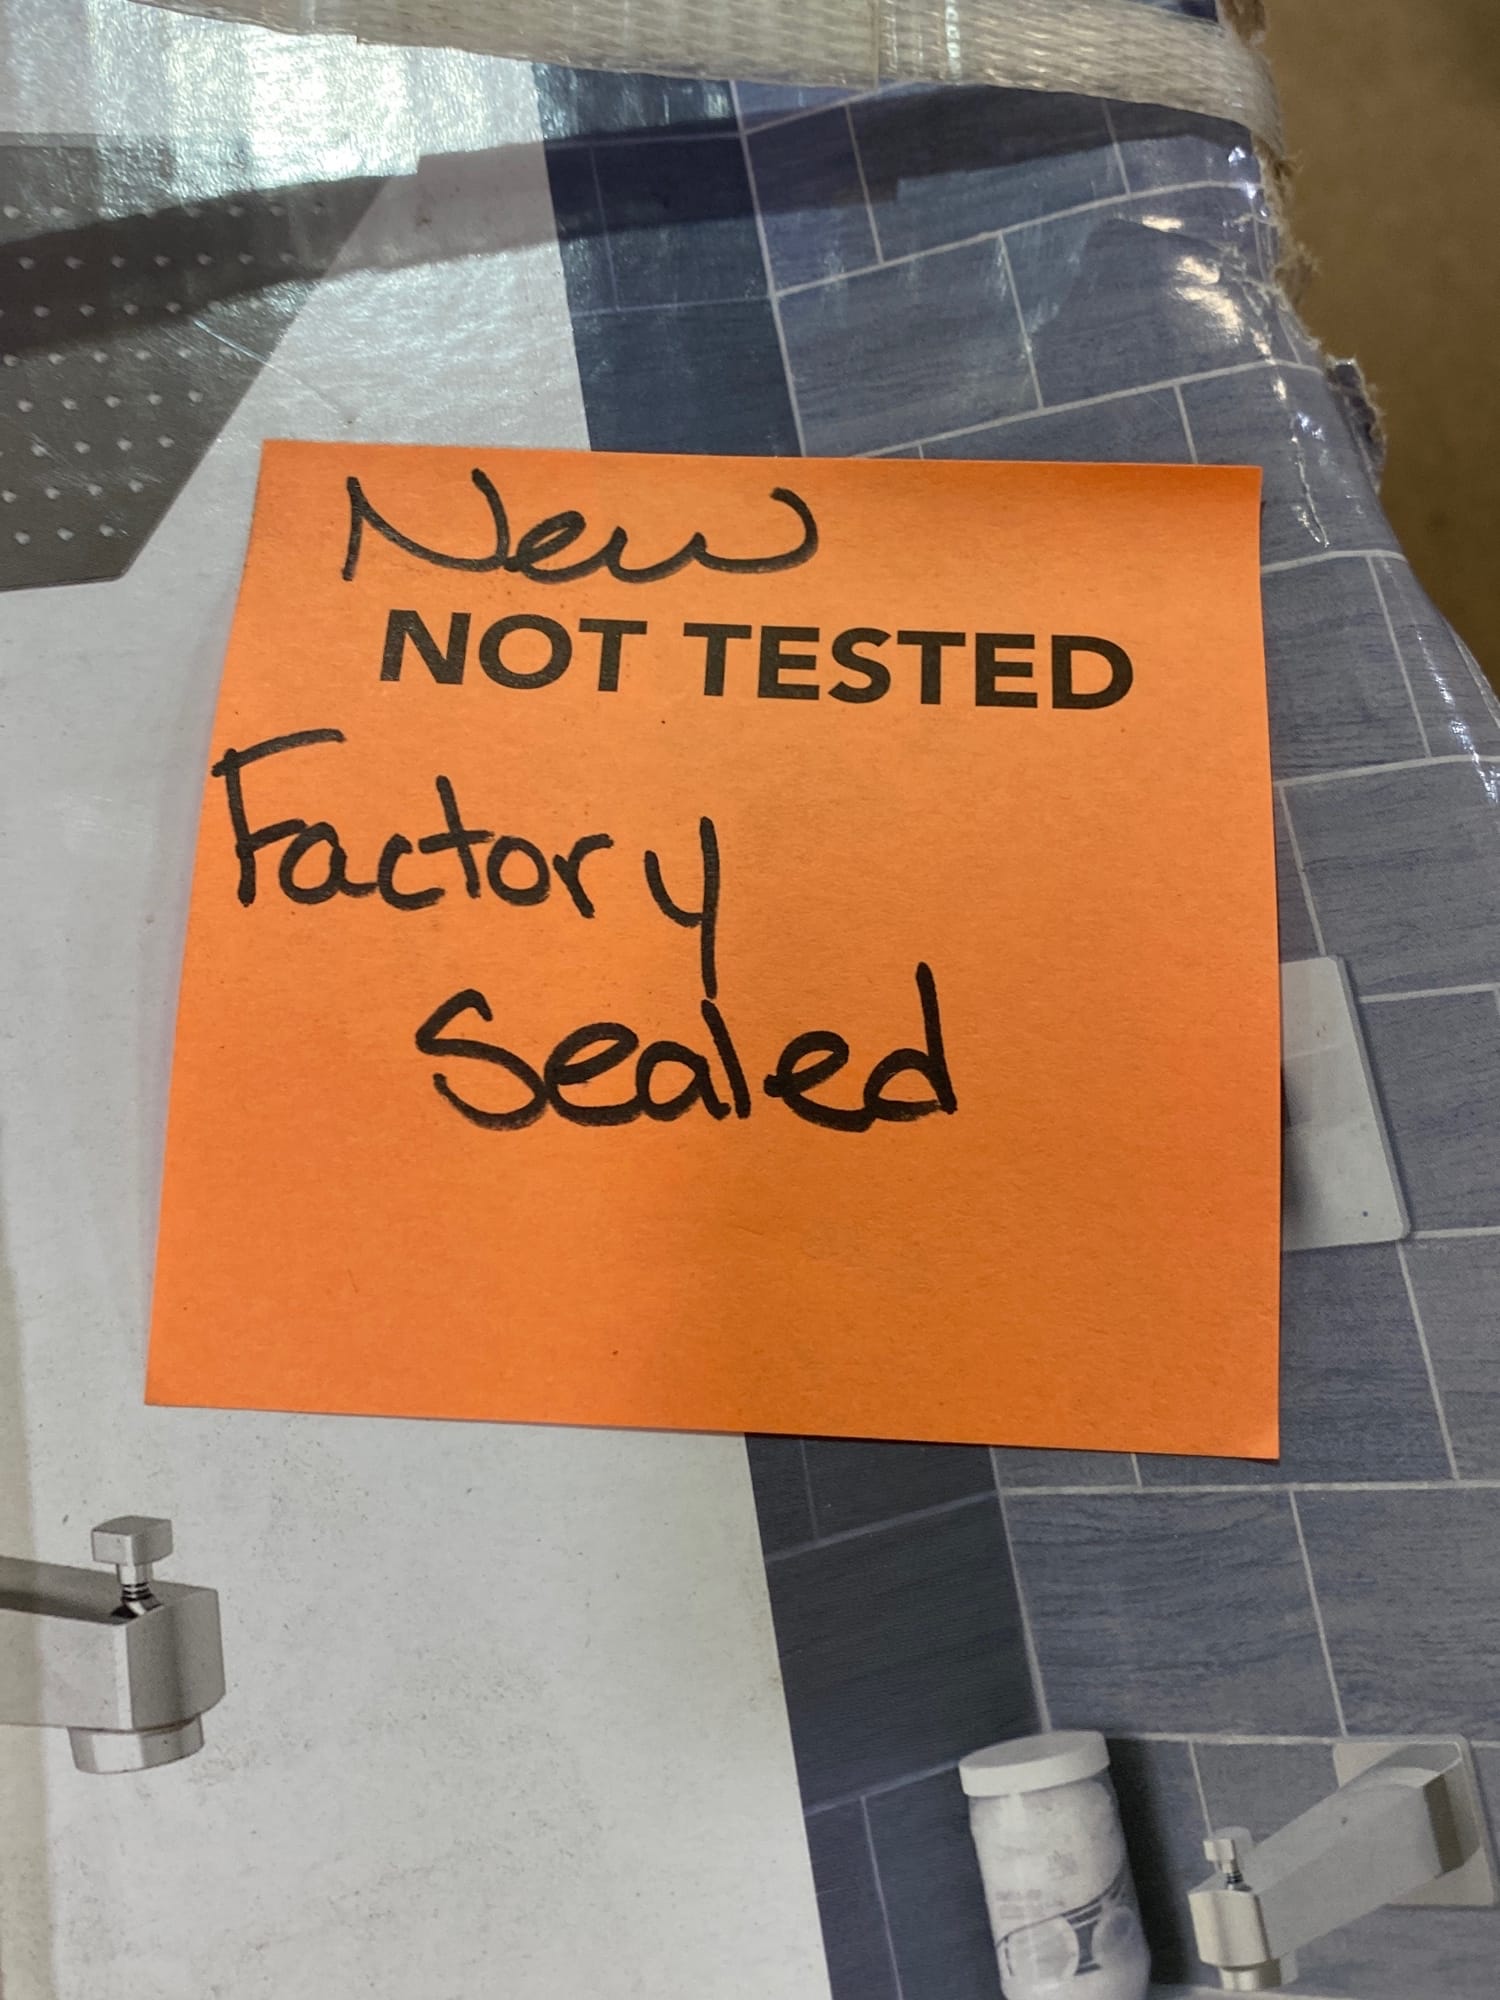 New
NOT TESTED
Factory
Sealed